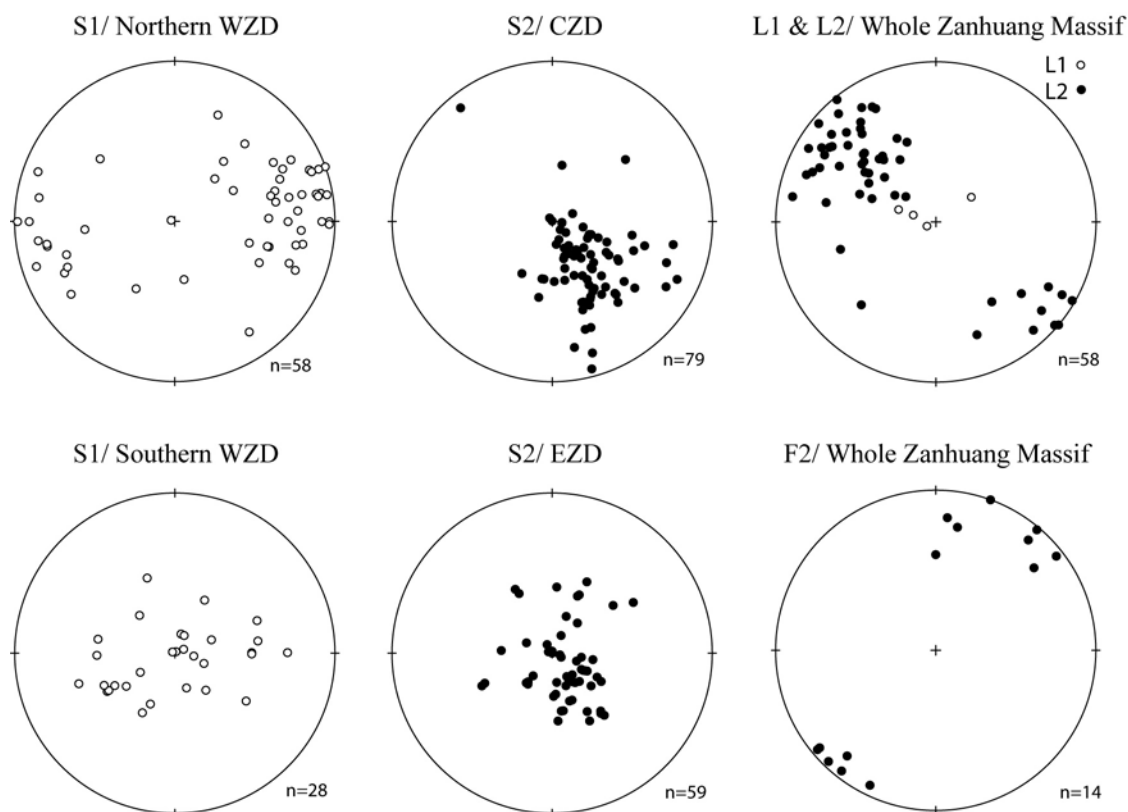 S1/ Northern WZD
S2/ CZD
L1 & L2/ Whole Zanhuang Massif
L1
L2
n=58
n=79
n=58
S1/ Southern WZD
S2/ EZD
F2/ Whole Zanhuang Massif
n=28
n=59
n=14